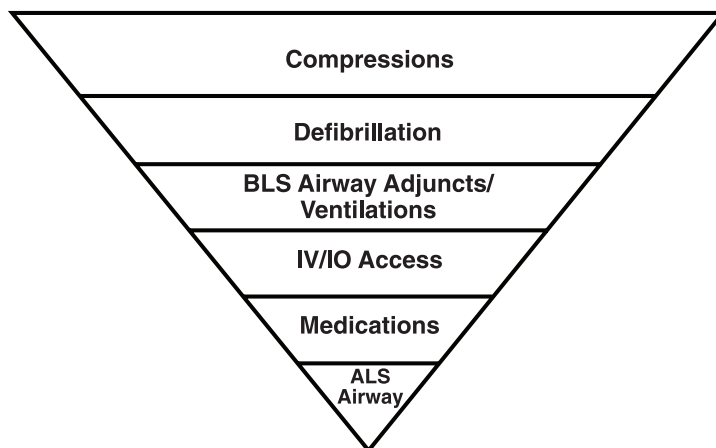 Compressions
Defibrillation
BLS Airway Adjuncts/
Ventilations
IV/IO Access
Medications
ALS
Airway